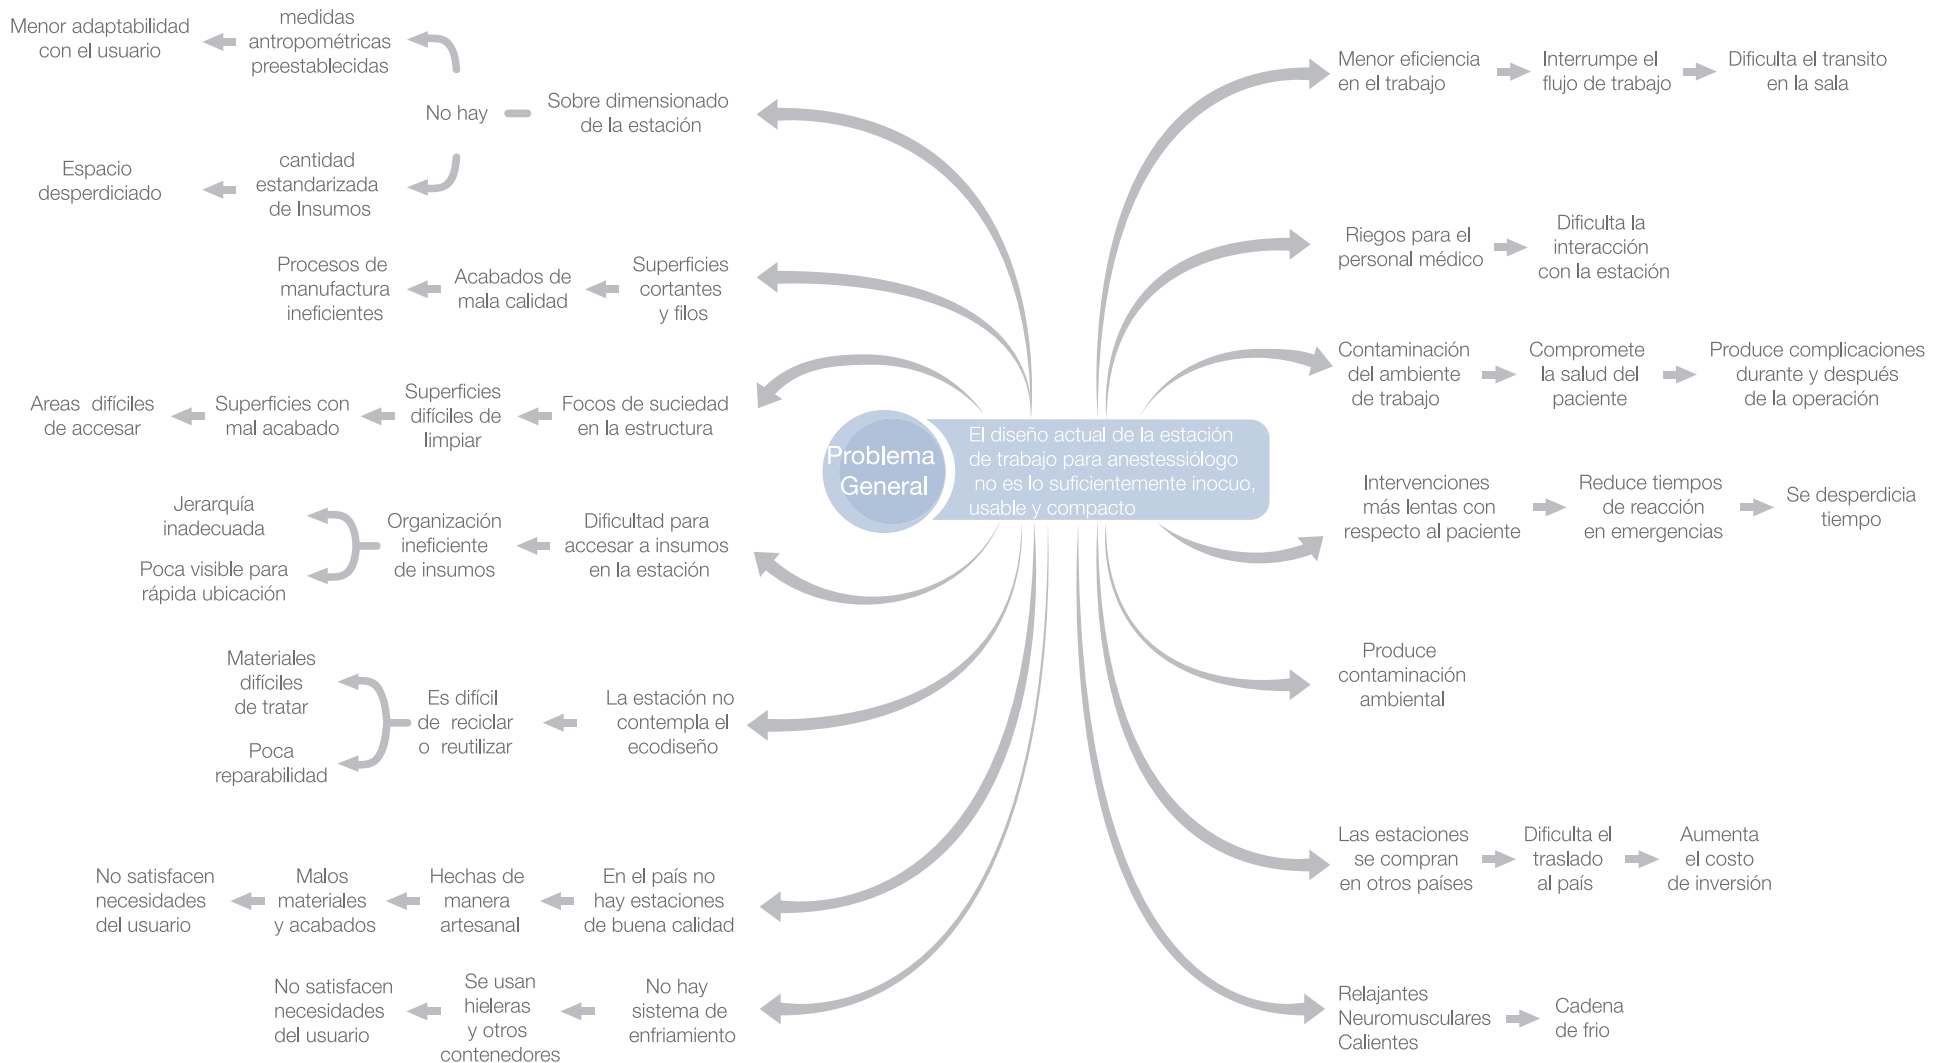 Menor adaptabilidad
con el usuario
medidas
antropométricas
preestablecidas
No hay
Sobre dimensionado
de la estación
Espacio
desperdiciado
cantidad
estandarizada
de Insumos
Procesos de
manufactura
ineficientes
Acabados de
mala calidad
Superficies
cortantes
y filos
Areas difíciles
de accesar
Superficies con
mal acabado
Superficies
difíciles de
limpiar
Focos de suciedad
en la estructura
Jerarquía
inadecuada
Poca visible para
rápida ubicación
Organización
ineficiente
de insumos
Dificultad para
accesar a insumos
en la estación
Materiales
difíciles
de tratar
Poca
reparabilidad
Es difícil
de reciclar
o reutilizar
La estación no
contempla el
ecodiseño
No satisfacen
necesidades
del usuario
Malos
materiales
y acabados
Hechas de
manera
artesanal
En el país no
hay estaciones
de buena calidad
No satisfacen
necesidades
del usuario
Se usan
hieleras
y otros
contenedores
No hay
sistema de
enfriamiento
Problema
General
El diseño actual de la estación
de trabajo para anestessiólogo
no es lo suficientemente inocuo,
usable y compacto
Menor eficiencia
en el trabajo
Interrumpe el
flujo de trabajo
Dificulta el transito
en la sala
Riegos para el
personal médico
Dificulta la
interacción
con la estación
Contaminación
del ambiente
de trabajo
Compromete
la salud del
paciente
Produce complicaciones
durante y después
de la operación
Intervenciones
más lentas con
respecto al paciente
Reduce tiempos
de reacción
en emergencias
Se desperdicia
tiempo
Produce
contaminación
ambiental
Las estaciones
se compran
en otros países
Dificulta el
traslado
al país
Aumenta
el costo
de inversión
Relajantes
Neuromusculares
Calientes
Cadena
de frio